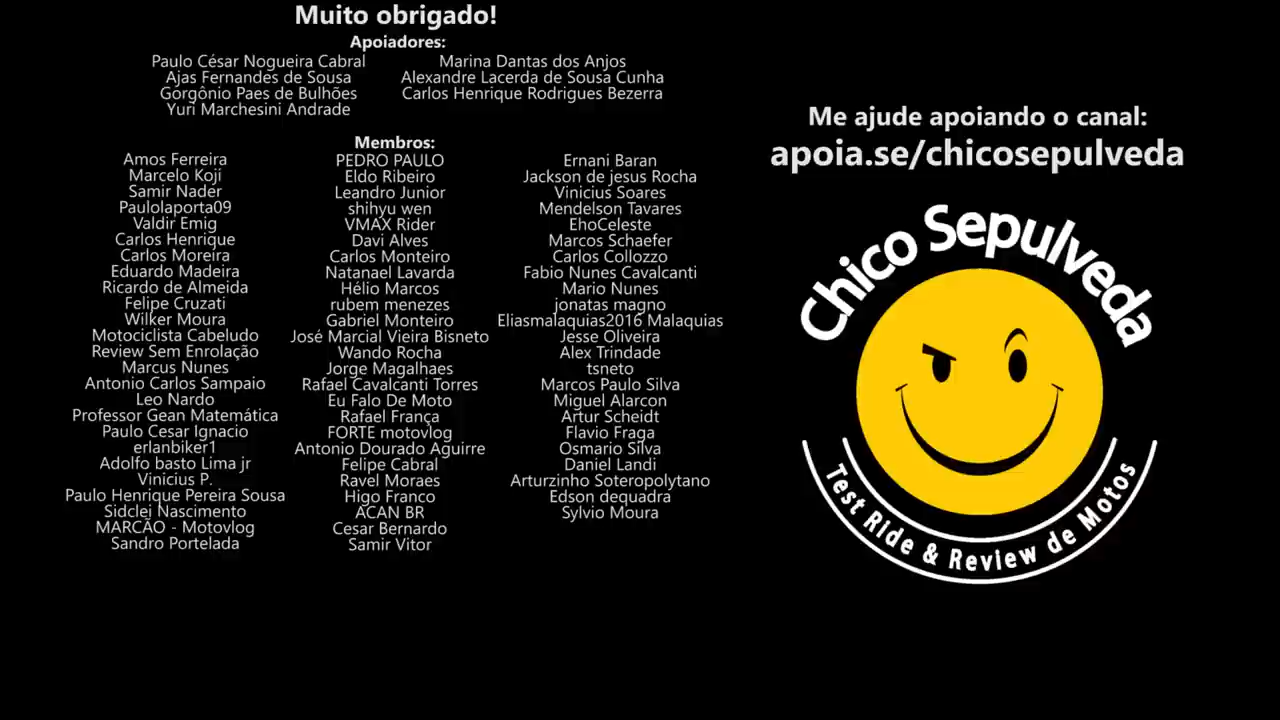 Muito obrigado!
Apoiadores:
Paulo César Nogueira Cabral
Ajas Fernandes de Sousa
Gorgônio Paes de Bulhões
Yuri Marchesini Andrade
Marina Dantas dos Anjos
Alexandre Lacerda de Sousa Cunha
Carlos Henrique Rodrigues Bezerra
Membros:
Amos Ferreira
Marcelo Koji
Samir Nader
Paulolaporta09
Valdir Emig
Carlos Henrique
Carlos Moreira
Eduardo Madeira
Ricardo de Almeida
Felipe Cruzati
Wilker Moura
Motociclista Cabeludo
Review Sem Enrolação
Marcus Nunes
Antonio Carlos Sampaio
Leo Nardo
Professor Gean Matemática
Paulo Cesar Ignacio
erlanbiker1
Adolfo basto Lima jr
Vinicius P.
Paulo Henrique Pereira Sousa
Sidclei Nascimento
MARCÃO - Motovlog
Sandro Portelada
PEDRO PAULO
Eldo Ribeiro
Leandro Junior
shihyu wen
VMAX Rider
Davi Alves
Carlos Monteiro
Natanael Lavarda
Hélio Marcos
rubem menezes
Gabriel Monteiro
José Marcial Vieira Bisneto
Wando Rocha
Jorge Magalhaes
Rafael Cavalcanti Torres
Eu Falo De Moto
Rafael França
FORTE motovlog
Antonio Dourado Aguirre
Felipe Cabral
Ravel Moraes
Higo Franco
ACAN BR
Cesar Bernardo
Samir Vitor
Ernani Baran
Jackson de jesus Rocha
Vinicius Soares
Mendelson Tavares
EhoCeleste
Marcos Schaefer
Carlos Collozzo
Fabio Nunes Cavalcanti
Mario Nunes
jonatas magno
Eliasmalaquias2016 Malaquias
Jesse Oliveira
Alex Trindade
tsneto
Marcos Paulo Silva
Miguel Alarcon
Artur Scheidt
Flavio Fraga
Osmario Silva
Daniel Landi
Arturzinho Soteropolytano
Edson dequadra
Sylvio Moura
Me ajude apoiando o canal:
apoia.se/chicosepulveda
Chico Sepulveda
Test Ride & Review de Motos